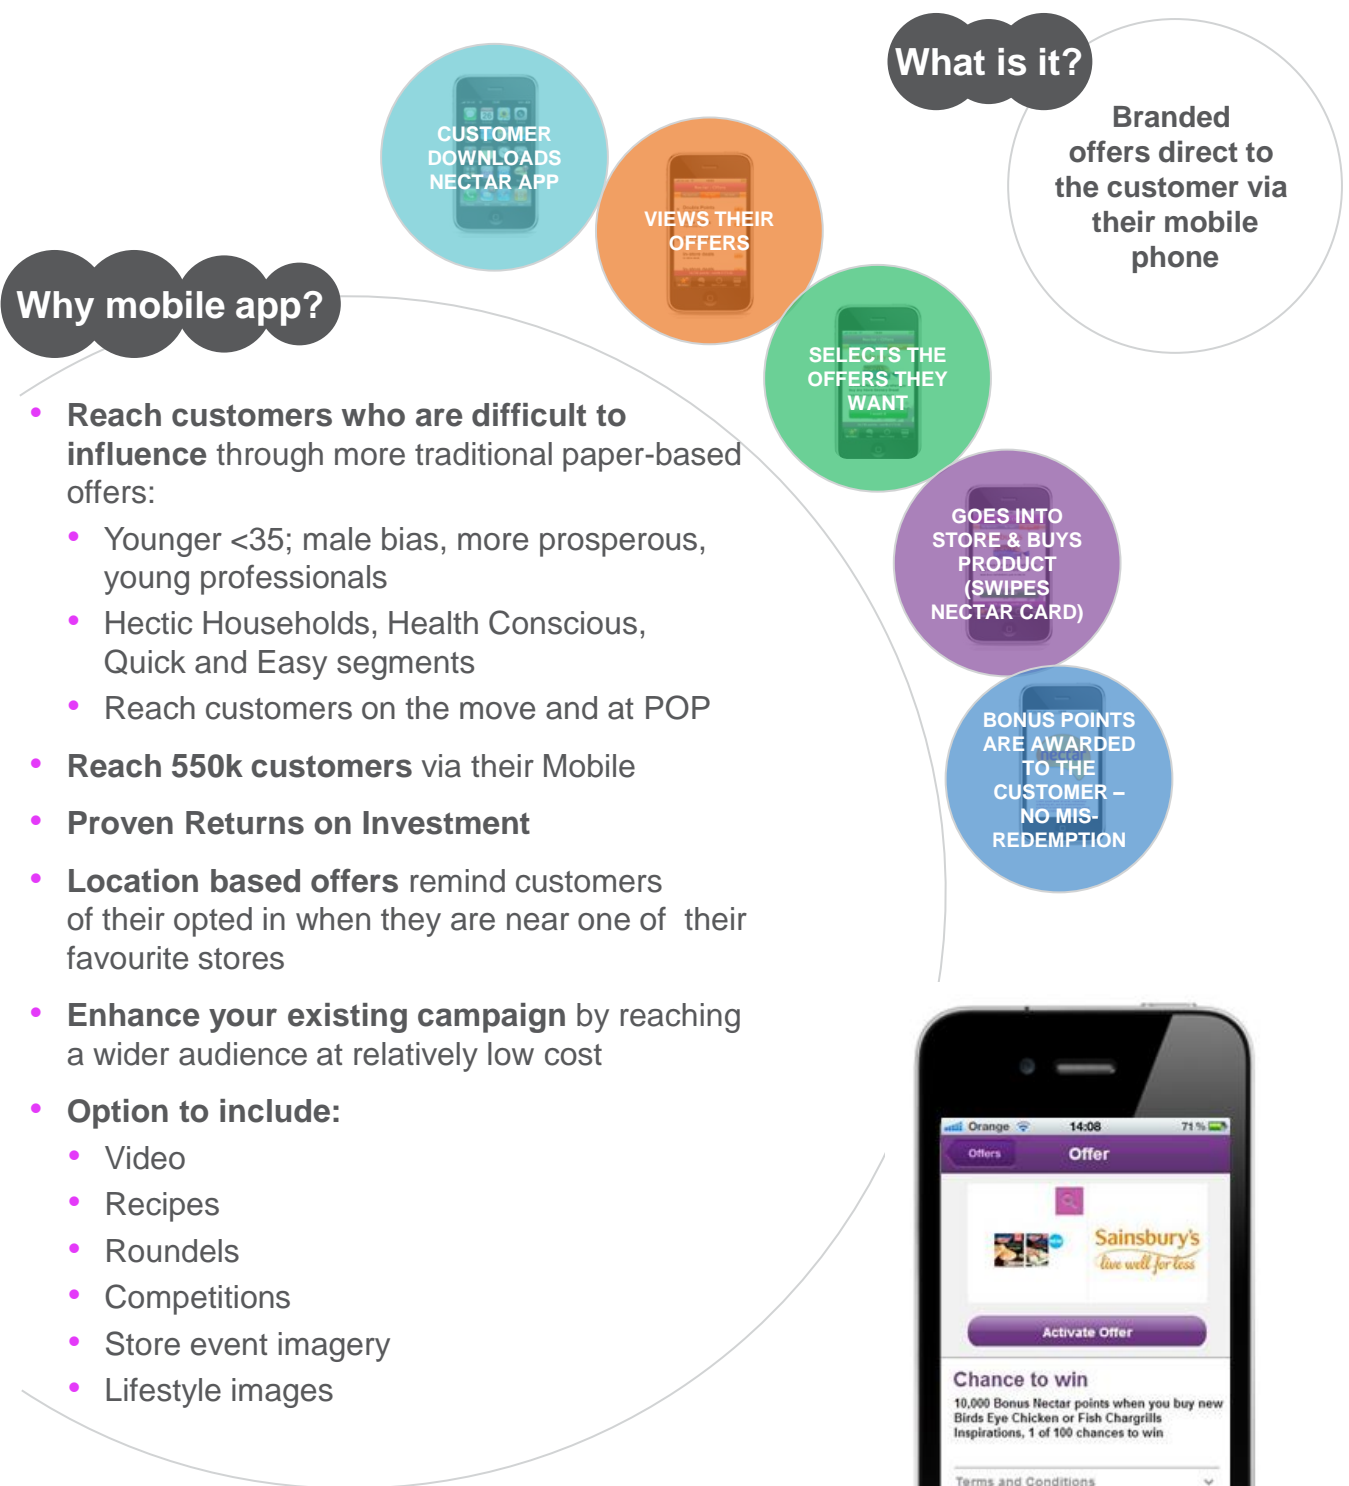 What is it?
Branded
offers direct to
the customer via
their mobile
phone
CUSTOMER
DOWNLOADS
NECTAR APP
VIEWS THEIR
OFFERS
SELECTS THE
OFFERS THEY
WANT
GOES INTO
STORE & BUYS
PRODUCT
(SWIPES
NECTAR CARD)
BONUS POINTS
ARE AWARDED
TO THE
CUSTOMER –
NO MIS-
REDEMPTION
Why mobile app?
• Reach customers who are difficult to
influence through more traditional paper-based
offers:
• Younger <35; male bias, more prosperous,
young professionals
• Hectic Households, Health Conscious,
Quick and Easy segments
• Reach customers on the move and at POP
• Reach 550k customers via their Mobile
• Proven Returns on Investment
• Location based offers remind customers
of their opted in when they are near one of their
favourite stores
• Enhance your existing campaign by reaching
a wider audience at relatively low cost
• Option to include:
• Video
• Recipes
• Roundels
• Competitions
• Store event imagery
• Lifestyle images
Orange 14:08 71%
Offers Offer
Sainsbury's
live well for less
Activate Offer
Chance to win
10,000 Bonus Nectar points when you buy new
Birds Eye Chicken or Fish Chargrills
Inspirations, 1 of 100 chances to win
Terms and Conditions